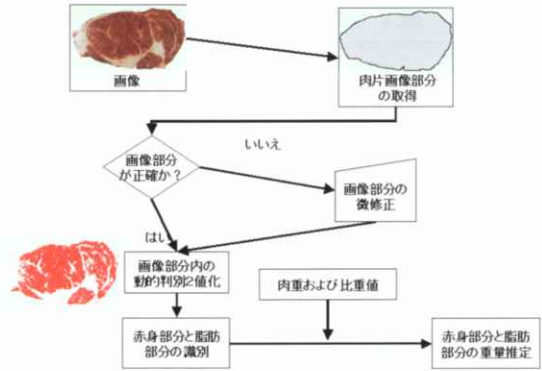 画像
肉片画像部分
の取得
いいえ
画像部分
が正確か？
画像部分の
微修正
はい
画像部分内の
動的判別2値化
肉重および比重値
赤身部分と脂肪
部分の識別
赤身部分と脂肪
部分の重量推定